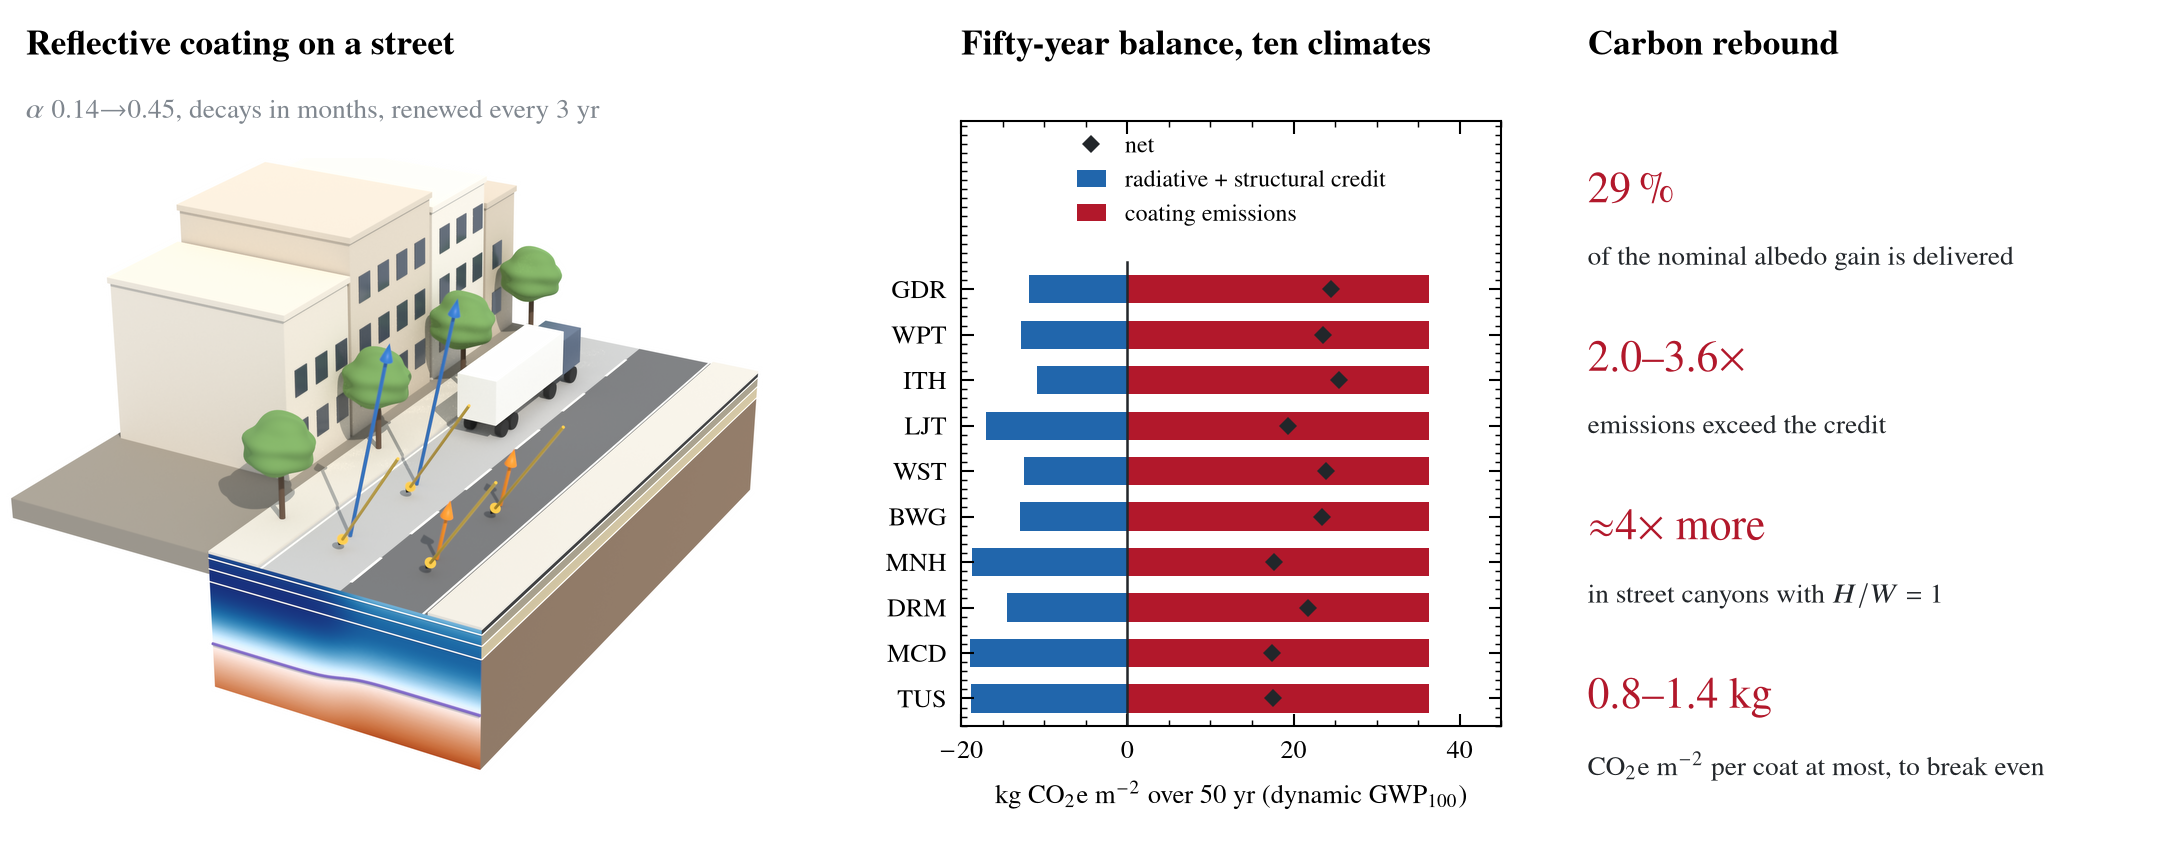 Reflective coating on a street
α 0.14→0.45, decays in months, renewed every 3 yr
Fifty-year balance, ten climates
net
radiative + structural credit
coating emissions
GDR
WPT
ITH
LJT
WST
BWG
MNH
DRM
MCD
TUS
−20 0 20 40
kg CO₂e m⁻² over 50 yr (dynamic GWP₁₀₀)
Carbon rebound
29 %
of the nominal albedo gain is delivered
2.0–3.6×
emissions exceed the credit
≈4× more
in street canyons with H/W = 1
0.8–1.4 kg
CO₂e m⁻² per coat at most, to break even